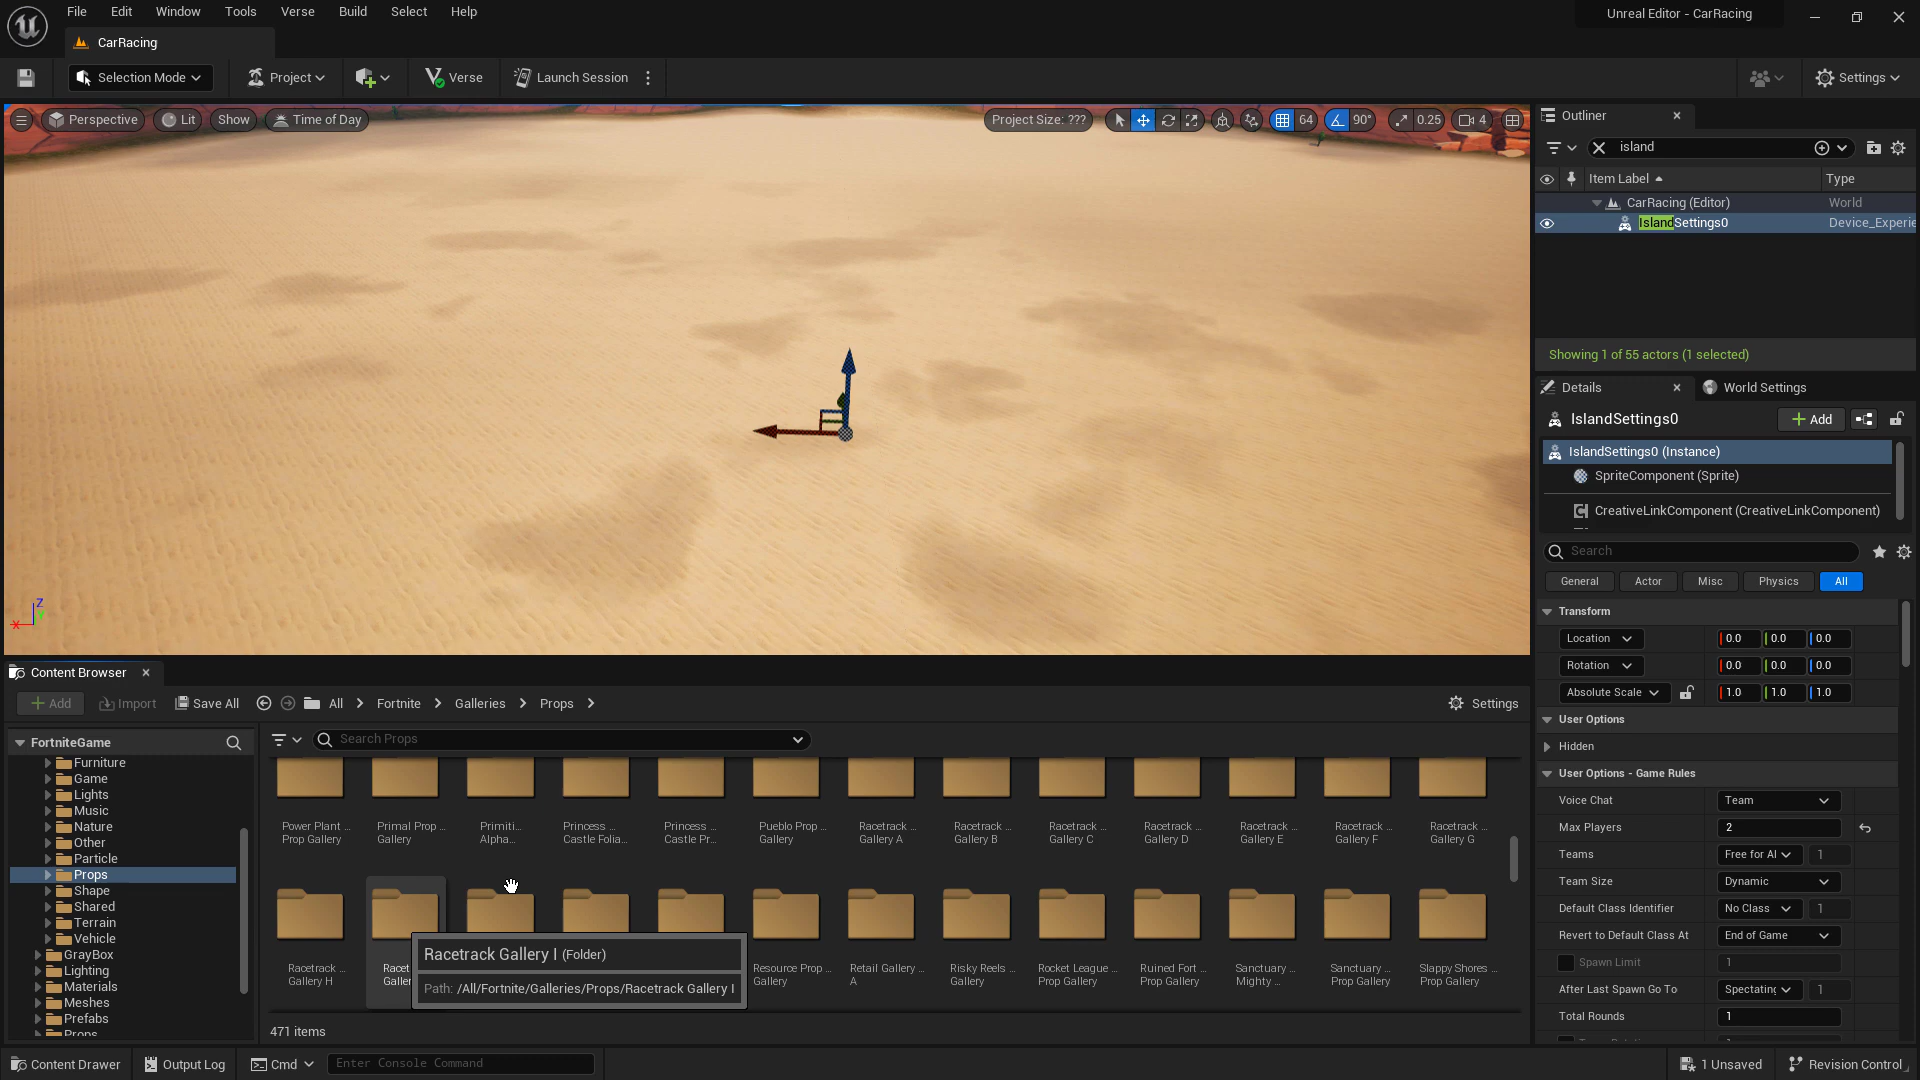 File Edit Window Tools Verse Build Select Help
Unreal Editor - CarRacing
CarRacing
Selection Mode Project Verse Launch Session Settings
Perspective Lit Show Time of Day
Project Size: ??? 64 90° 0.25 4
Z
X
Outliner
island
Item Label Type
CarRacing (Editor) World
IslandSettings0 Device_Experie
Showing 1 of 55 actors (1 selected)
Details World Settings
IslandSettings0 Add
IslandSettings0 (Instance)
SpriteComponent (Sprite)
CreativeLinkComponent (CreativeLinkComponent)
Search
General Actor Misc Physics All
Transform
Location 0.0 0.0 0.0
Rotation 0.0 0.0 0.0
Absolute Scale 1.0 1.0 1.0
User Options
Hidden
User Options - Game Rules
Voice Chat Team
Max Players 2
Teams Free for Al 1
Team Size Dynamic
Default Class Identifier No Class 1
Revert to Default Class At End of Game
Spawn Limit 1
After Last Spawn Go To Spectating 1
Total Rounds 1
Content Browser
Add Import Save All All Fortnite Galleries Props Settings
FortniteGame
Furniture
Game
Lights
Music
Nature
Other
Particle
Props
Shape
Shared
Terrain
Vehicle
GrayBox
Lighting
Materials
Meshes
Prefabs
Props
Search Props
Power Plant ... Primal Prop ... Primiti... Princess ... Princess ... Pueblo Prop ... Racetrack ... Racetrack ... Racetrack ... Racetrack ... Racetrack ... Racetrack ... Racetrack ...
Prop Gallery Gallery Alpha... Castle Folia... Castle Pr... Gallery Gallery A Gallery B Gallery C Gallery D Gallery E Gallery F Gallery G
Racetrack ... Racet Resource Prop ... Retail Gallery ... Risky Reels ... Rocket League ... Ruined Fort ... Sanctuary ... Sanctuary ... Slappy Shores ...
Gallery H Galler Gallery A Gallery Prop Gallery Prop Gallery Mighty ... Prop Gallery Prop Gallery
Racetrack Gallery I (Folder)
Path: /All/Fortnite/Galleries/Props/Racetrack Gallery I
471 items
Content Drawer Output Log Cmd Enter Console Command 1 Unsaved Revision Control